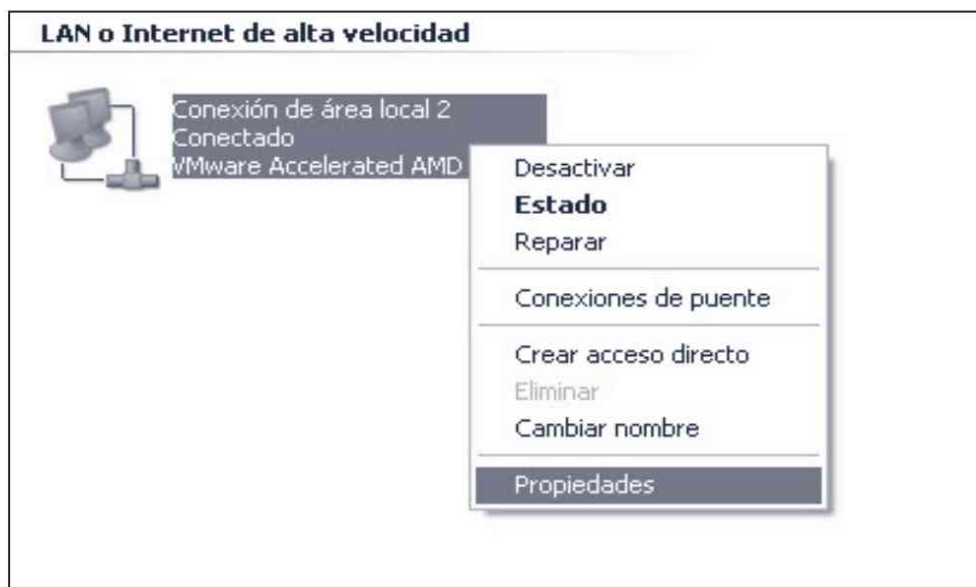 LAN o Internet de alta velocidad
Conexión de área local 2
Conectado
VMware Accelerated AMD
Desactivar
Estado
Reparar
Conexiones de puente
Crear acceso directo
Eliminar
Cambiar nombre
Propiedades